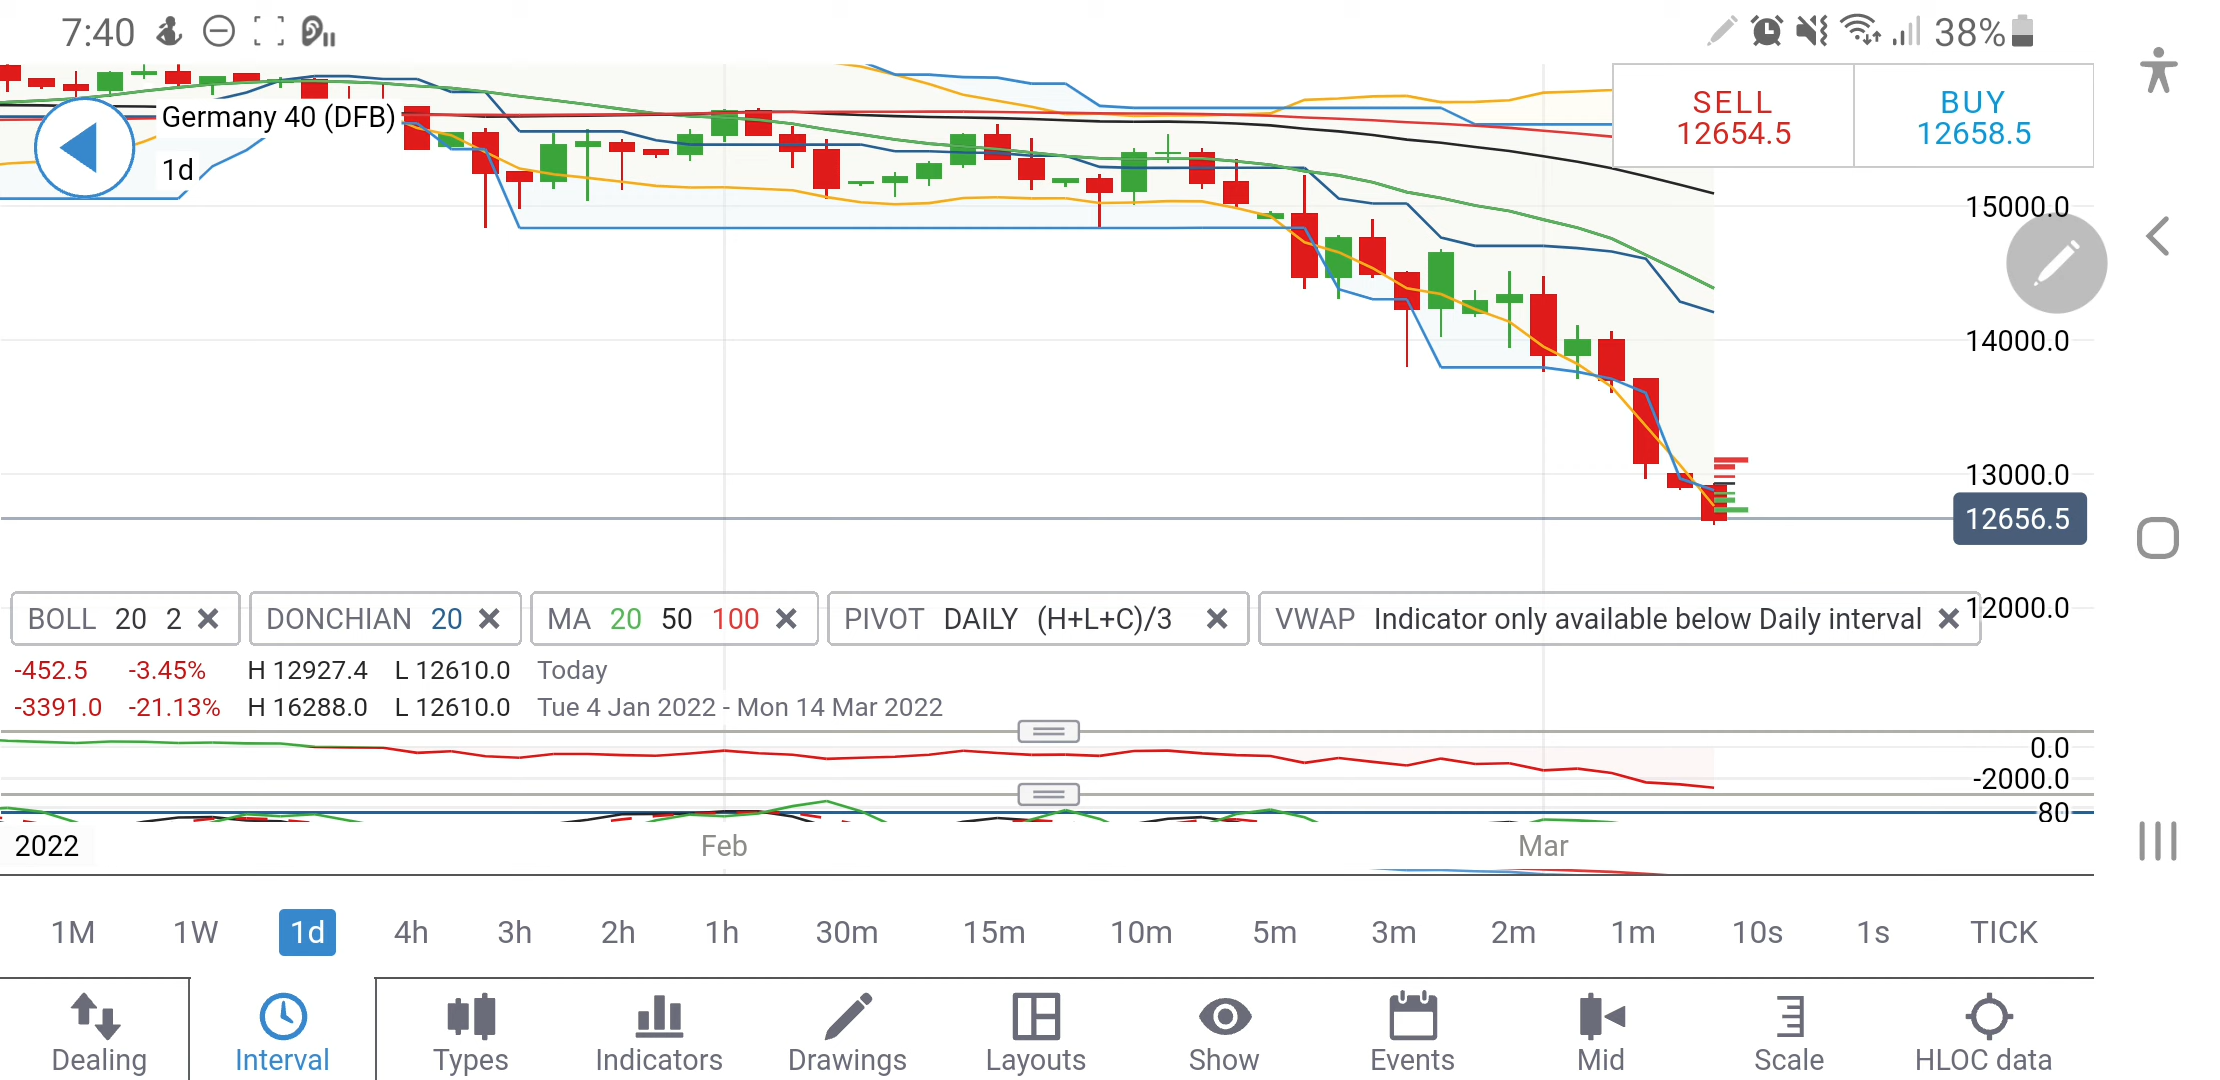 7:40
38%
Germany 40 (DFB)
1d
SELL
12654.5
BUY
12658.5
15000.0
14000.0
13000.0
12656.5
12000.0
BOLL 20 2
DONCHIAN 20
MA 20 50 100
PIVOT DAILY (H+L+C)/3
VWAP Indicator only available below Daily interval
-452.5 -3.45% H 12927.4 L 12610.0 Today
-3391.0 -21.13% H 16288.0 L 12610.0 Tue 4 Jan 2022 - Mon 14 Mar 2022
0.0
-2000.0
80
2022 Feb Mar
1M 1W 1d 4h 3h 2h 1h 30m 15m 10m 5m 3m 2m 1m 10s 1s TICK
Dealing Interval Types Indicators Drawings Layouts Show Events Mid Scale HLOC data